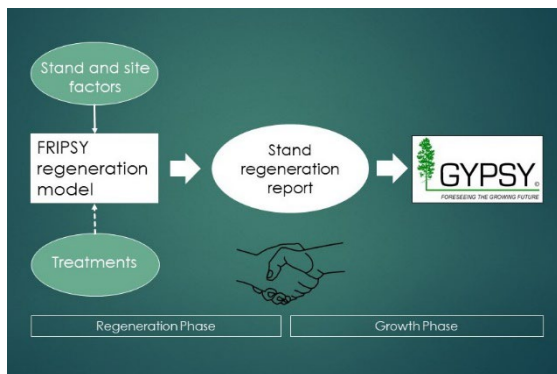 Stand and site
factors
FRIPSY
regeneration
model
Stand
regeneration
report
GYPSY
©
FORESEEING THE GROWING FUTURE
Treatments
Regeneration Phase
Growth Phase